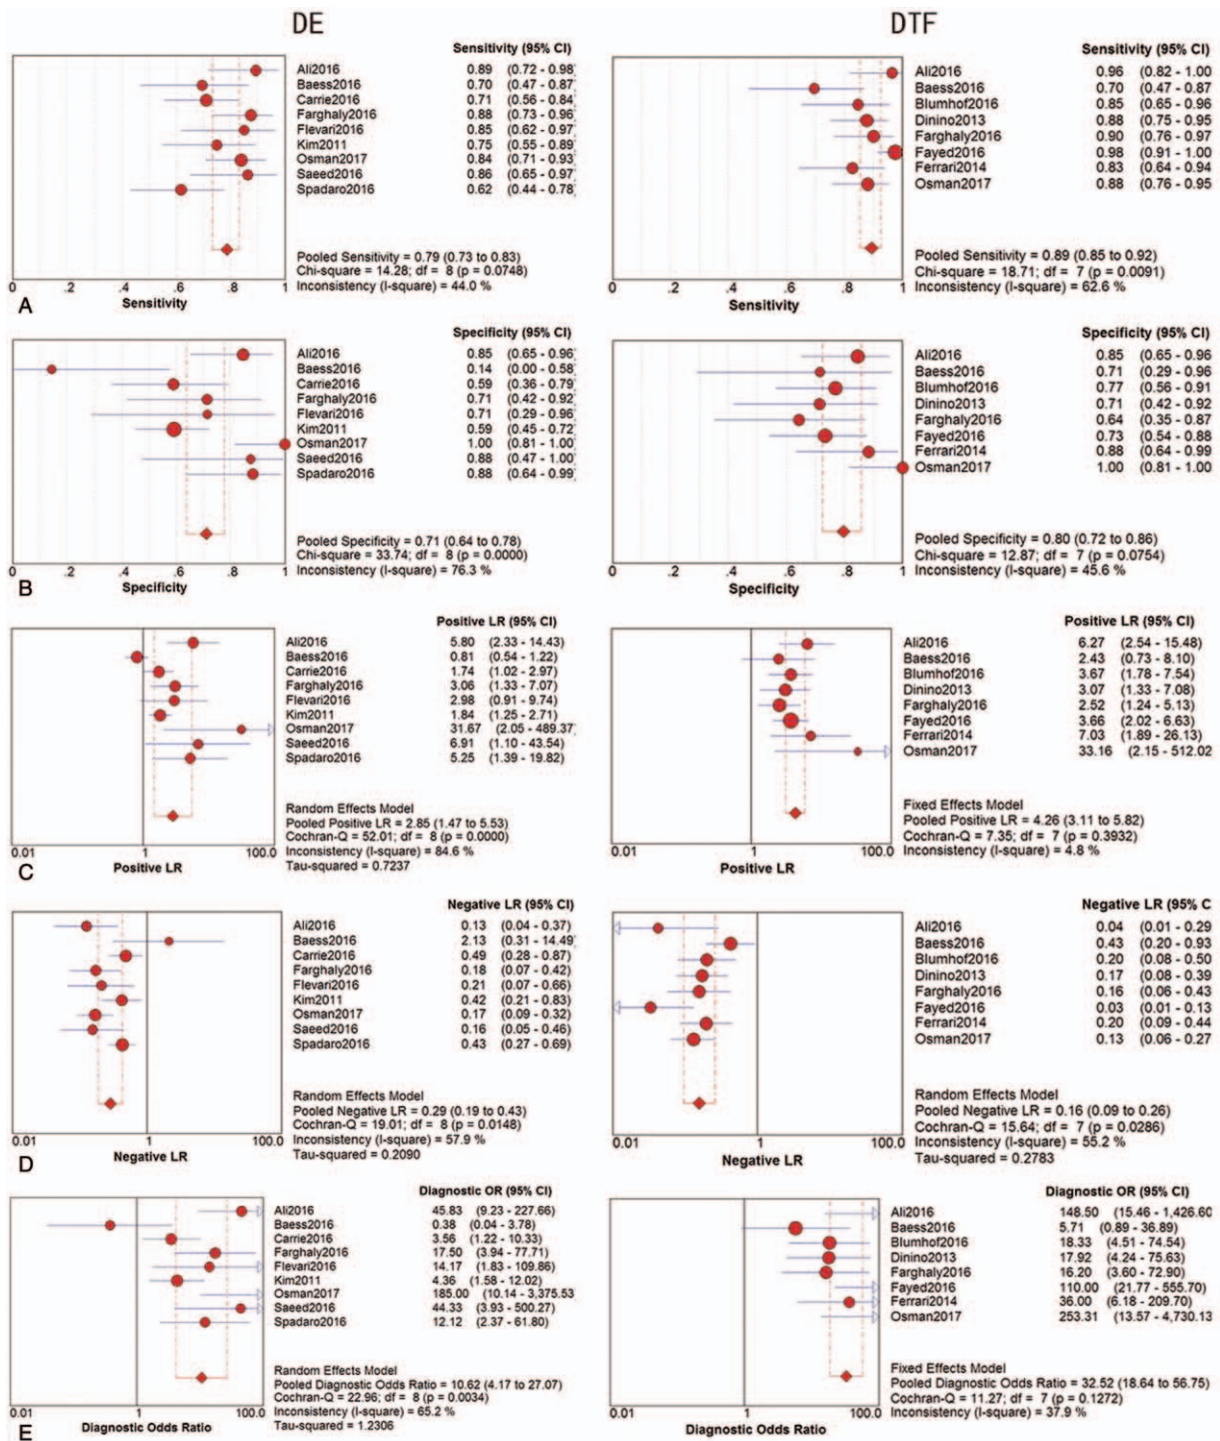 DE
DTF
Sensitivity (95% CI)
Ali2016 0.89 (0.72 - 0.98
Baess2016 0.70 (0.47 - 0.87
Carrie2016 0.71 (0.56 - 0.84
Farghaly2016 0.88 (0.73 - 0.96
Flevari2016 0.85 (0.62 - 0.97
Kim2011 0.75 (0.55 - 0.89
Osman2017 0.84 (0.71 - 0.93
Saeed2016 0.86 (0.65 - 0.97
Spadaro2016 0.62 (0.44 - 0.78
Pooled Sensitivity = 0.79 (0.73 to 0.83)
Chi-square = 14.28; df = 8 (p = 0.0748)
Inconsistency (I-square) = 44.0 %
0 .2 .4 .6 .8 1
Sensitivity
A
Sensitivity (95% CI)
Ali2016 0.96 (0.82 - 1.00
Baess2016 0.70 (0.47 - 0.87
Blumhof2016 0.85 (0.65 - 0.96
Dinino2013 0.88 (0.75 - 0.95
Farghaly2016 0.90 (0.76 - 0.97
Fayed2016 0.98 (0.91 - 1.00
Ferrari2014 0.83 (0.64 - 0.94
Osman2017 0.88 (0.76 - 0.95
Pooled Sensitivity = 0.89 (0.85 to 0.92)
Chi-square = 18.71; df = 7 (p = 0.0091)
Inconsistency (I-square) = 62.6 %
0 .2 .4 .6 .8 1
Sensitivity
Specificity (95% CI)
Ali2016 0.85 (0.65 - 0.96
Baess2016 0.14 (0.00 - 0.58
Carrie2016 0.59 (0.36 - 0.79
Farghaly2016 0.71 (0.42 - 0.92
Flevari2016 0.71 (0.29 - 0.96
Kim2011 0.59 (0.45 - 0.72
Osman2017 1.00 (0.81 - 1.00
Saeed2016 0.88 (0.47 - 1.00
Spadaro2016 0.88 (0.64 - 0.99
Pooled Specificity = 0.71 (0.64 to 0.78)
Chi-square = 33.74; df = 8 (p = 0.0000)
Inconsistency (I-square) = 76.3 %
0 .2 .4 .6 .8 1
Specificity
B
Specificity (95% CI)
Ali2016 0.85 (0.65 - 0.96
Baess2016 0.71 (0.29 - 0.96
Blumhof2016 0.77 (0.56 - 0.91
Dinino2013 0.71 (0.42 - 0.92
Farghaly2016 0.64 (0.35 - 0.87
Fayed2016 0.73 (0.54 - 0.88
Ferrari2014 0.88 (0.64 - 0.99
Osman2017 1.00 (0.81 - 1.00
Pooled Specificity = 0.80 (0.72 to 0.86)
Chi-square = 12.87; df = 7 (p = 0.0754)
Inconsistency (I-square) = 45.6 %
0 .2 .4 .6 .8 1
Specificity
Positive LR (95% CI)
Ali2016 5.80 (2.33 - 14.43)
Baess2016 0.81 (0.54 - 1.22)
Carrie2016 1.74 (1.02 - 2.97)
Farghaly2016 3.06 (1.33 - 7.07)
Flevari2016 2.98 (0.91 - 9.74)
Kim2011 1.84 (1.25 - 2.71)
Osman2017 31.67 (2.05 - 489.37
Saeed2016 6.91 (1.10 - 43.54)
Spadaro2016 5.25 (1.39 - 19.82)
Random Effects Model
Pooled Positive LR = 2.85 (1.47 to 5.53)
Cochran-Q = 52.01; df = 8 (p = 0.0000)
Inconsistency (I-square) = 84.6 %
Tau-squared = 0.7237
0.01 1 100.0
Positive LR
C
Positive LR (95% CI)
Ali2016 6.27 (2.54 - 15.48)
Baess2016 2.43 (0.73 - 8.10)
Blumhof2016 3.67 (1.78 - 7.54)
Dinino2013 3.07 (1.33 - 7.08)
Farghaly2016 2.52 (1.24 - 5.13)
Fayed2016 3.66 (2.02 - 6.63)
Ferrari2014 7.03 (1.89 - 26.13)
Osman2017 33.16 (2.15 - 512.02
Fixed Effects Model
Pooled Positive LR = 4.26 (3.11 to 5.82)
Cochran-Q = 7.35; df = 7 (p = 0.3932)
Inconsistency (I-square) = 4.8 %
0.01 1 100.0
Positive LR
Negative LR (95% CI)
Ali2016 0.13 (0.04 - 0.37)
Baess2016 2.13 (0.31 - 14.49
Carrie2016 0.49 (0.28 - 0.87)
Farghaly2016 0.18 (0.07 - 0.42)
Flevari2016 0.21 (0.07 - 0.66)
Kim2011 0.42 (0.21 - 0.83)
Osman2017 0.17 (0.09 - 0.32)
Saeed2016 0.16 (0.05 - 0.46)
Spadaro2016 0.43 (0.27 - 0.69)
Random Effects Model
Pooled Negative LR = 0.29 (0.19 to 0.43)
Cochran-Q = 19.01; df = 8 (p = 0.0148)
Inconsistency (I-square) = 57.9 %
Tau-squared = 0.2090
0.01 1 100.0
Negative LR
D
Negative LR (95% C
Ali2016 0.04 (0.01 - 0.29
Baess2016 0.43 (0.20 - 0.93
Blumhof2016 0.20 (0.08 - 0.50
Dinino2013 0.17 (0.08 - 0.39
Farghaly2016 0.16 (0.06 - 0.43
Fayed2016 0.03 (0.01 - 0.13
Ferrari2014 0.20 (0.09 - 0.44
Osman2017 0.13 (0.06 - 0.27
Random Effects Model
Pooled Negative LR = 0.16 (0.09 to 0.26)
Cochran-Q = 15.64; df = 7 (p = 0.0286)
Inconsistency (I-square) = 55.2 %
Tau-squared = 0.2783
0.01 1 100.0
Negative LR
Diagnostic OR (95% CI)
Ali2016 45.83 (9.23 - 227.66)
Baess2016 0.38 (0.04 - 3.78)
Carrie2016 3.56 (1.22 - 10.33)
Farghaly2016 17.50 (3.94 - 77.71)
Flevari2016 14.17 (1.83 - 109.86)
Kim2011 4.36 (1.58 - 12.02)
Osman2017 185.00 (10.14 - 3,375.53
Saeed2016 44.33 (3.93 - 500.27)
Spadaro2016 12.12 (2.37 - 61.80)
Random Effects Model
Pooled Diagnostic Odds Ratio = 10.62 (4.17 to 27.07)
Cochran-Q = 22.96; df = 8 (p = 0.0034)
Inconsistency (I-square) = 65.2 %
Tau-squared = 1.2306
0.01 1 100.0
Diagnostic Odds Ratio
E
Diagnostic OR (95% CI)
Ali2016 148.50 (15.46 - 1,426.60
Baess2016 5.71 (0.89 - 36.89)
Blumhof2016 18.33 (4.51 - 74.54)
Dinino2013 17.92 (4.24 - 75.63)
Farghaly2016 16.20 (3.60 - 72.90)
Fayed2016 110.00 (21.77 - 555.70)
Ferrari2014 36.00 (6.18 - 209.70)
Osman2017 253.31 (13.57 - 4,730.13
Fixed Effects Model
Pooled Diagnostic Odds Ratio = 32.52 (18.64 to 56.75)
Cochran-Q = 11.27; df = 7 (p = 0.1272)
Inconsistency (I-square) = 37.9 %
0.01 1 100.0
Diagnostic Odds Ratio